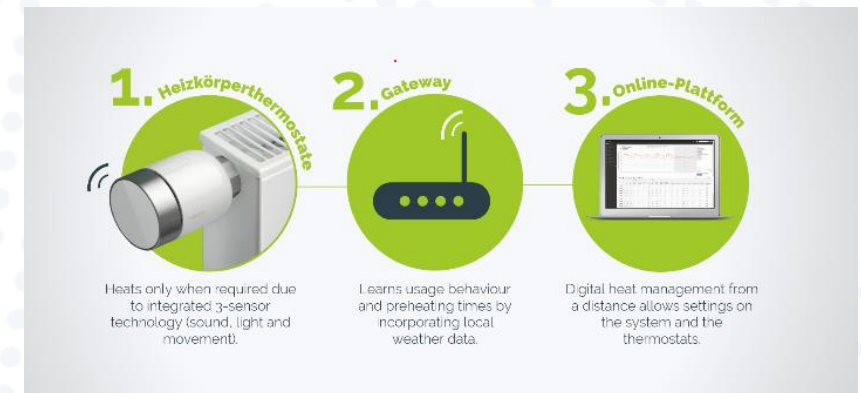 1. Heizkörperthermostate
Heats only when required due
to integrated 3-sensor
technology (sound, light and
movement).
2. Gateway
Learns usage behaviour
and preheating times by
incorporating local
weather data.
3. Online-Plattform
Digital heat management from
a distance allows settings on
the system and the
thermostats.